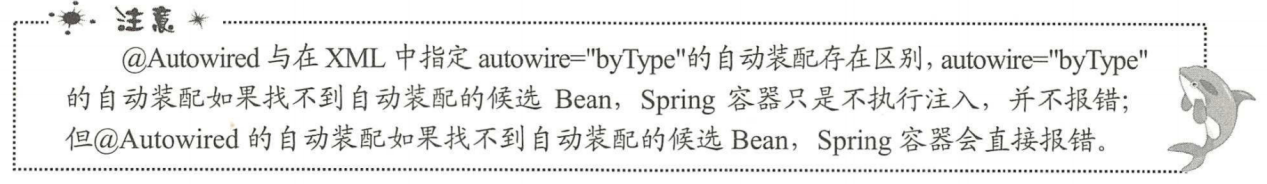 注意
@Autowired 与在 XML 中指定 autowire="byType"的自动装配存在区别，autowire="byType"
的自动装配如果找不到自动装配的候选 Bean，Spring 容器只是不执行注入，并不报错；
但@Autowired 的自动装配如果找不到自动装配的候选 Bean，Spring 容器会直接报错。